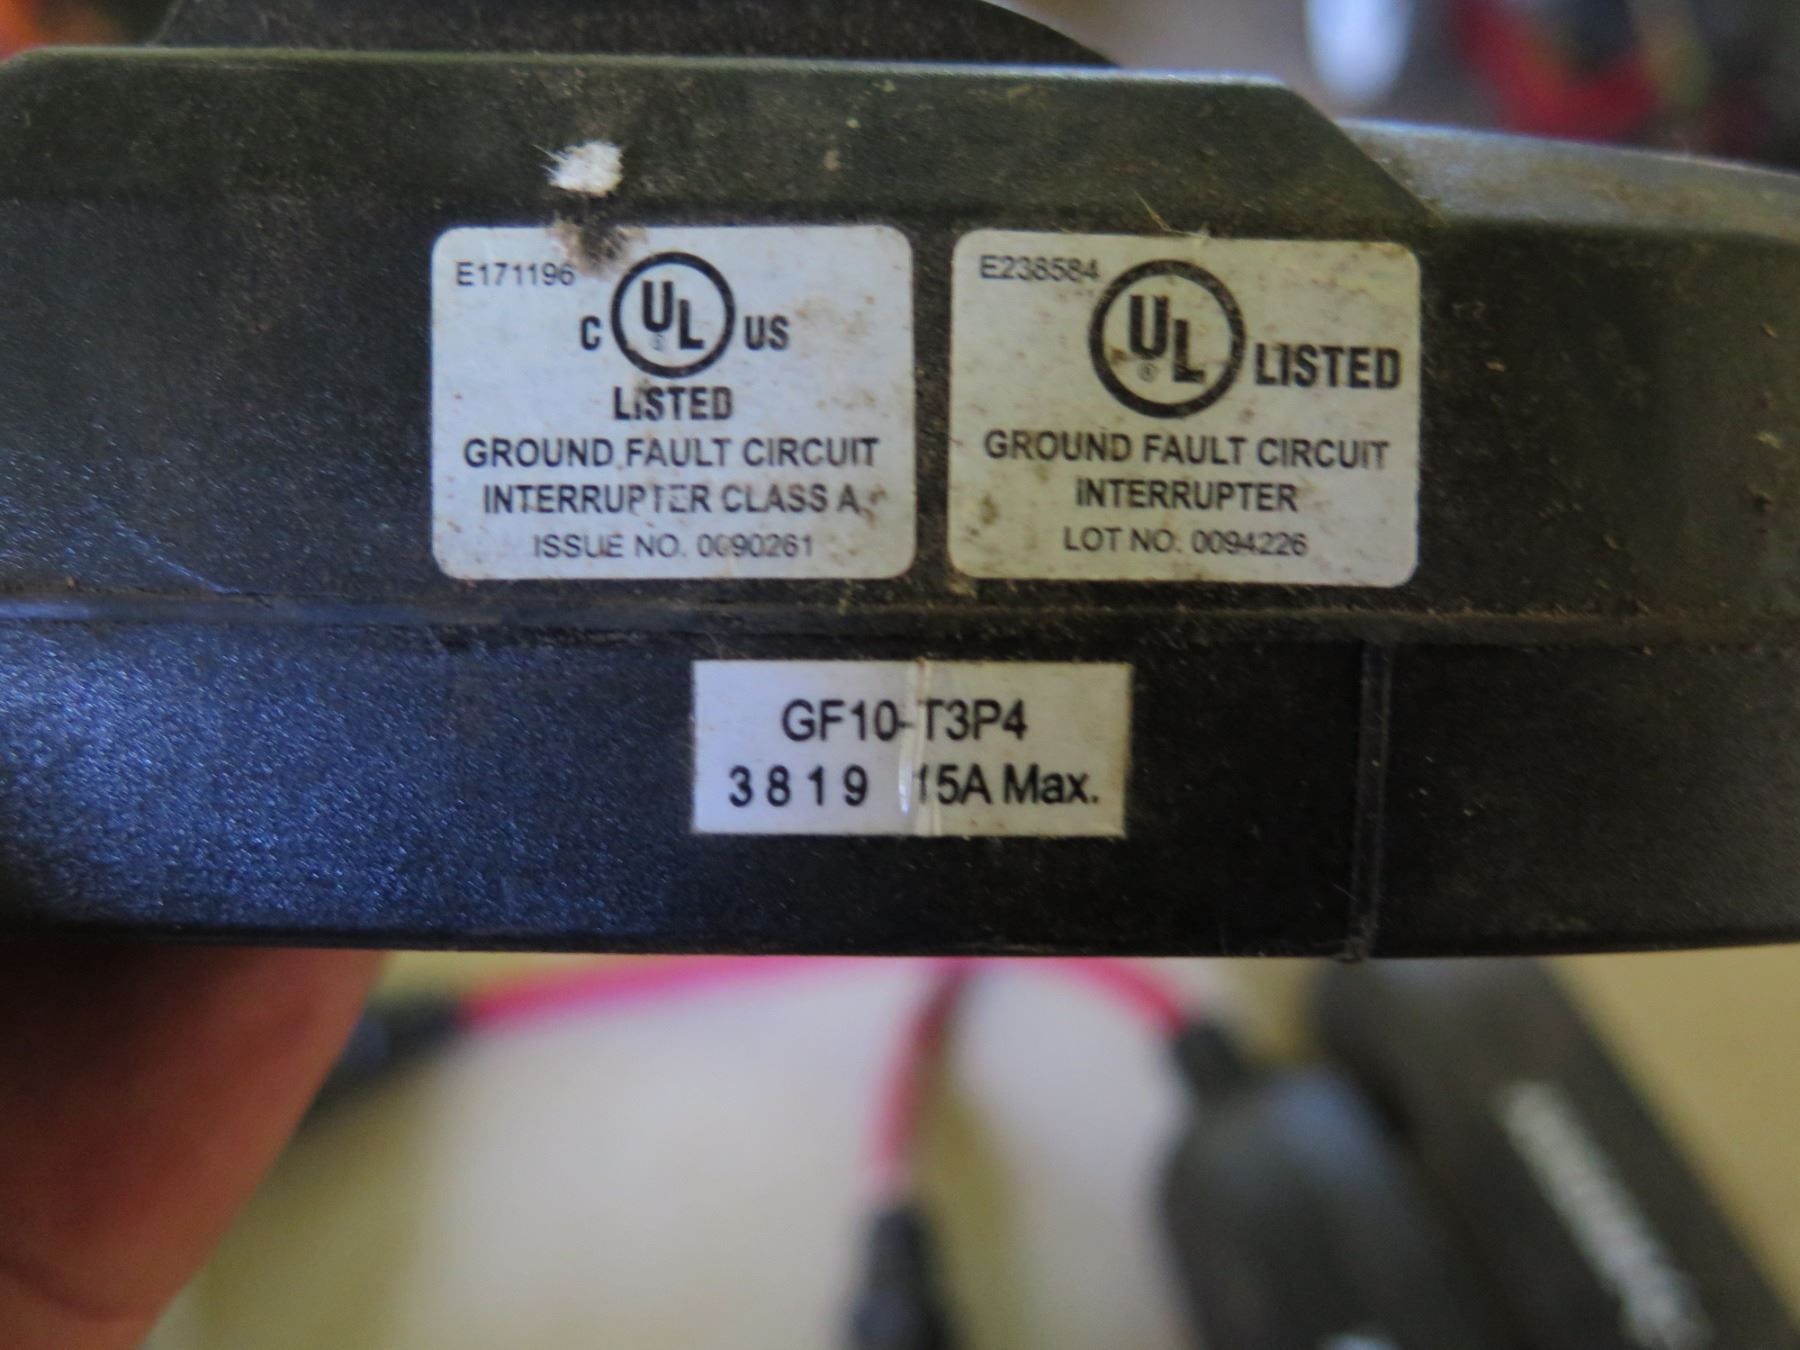 E171196
C UL US
®
LISTED
GROUND FAULT CIRCUIT
INTERRUPTER CLASS A
ISSUE NO. 0090261
E238584
UL LISTED
®
GROUND FAULT CIRCUIT
INTERRUPTER
LOT NO. 0094226
GF10-T3P4
3819 15A Max.